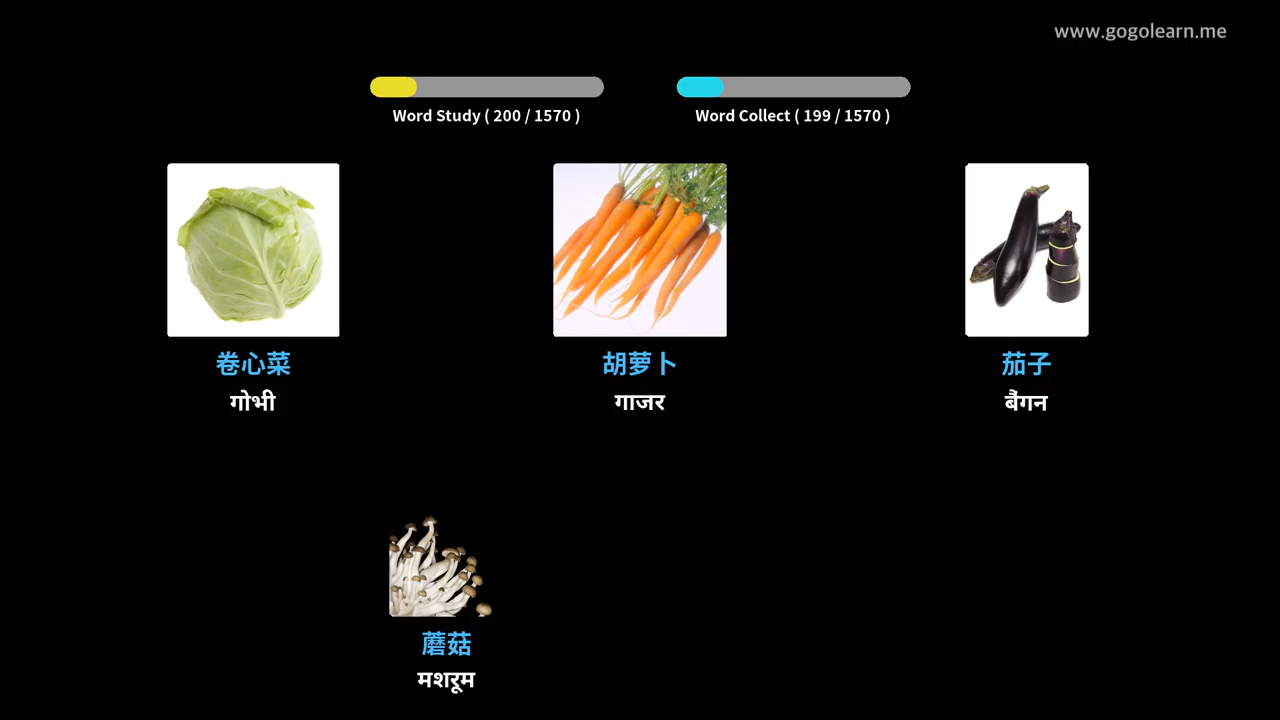 www.gogolearn.me
Word Study ( 200 / 1570 )
Word Collect ( 199 / 1570 )
卷心菜
गोभी
胡萝卜
गाजर
茄子
बैंगन
蘑菇
मशरूम